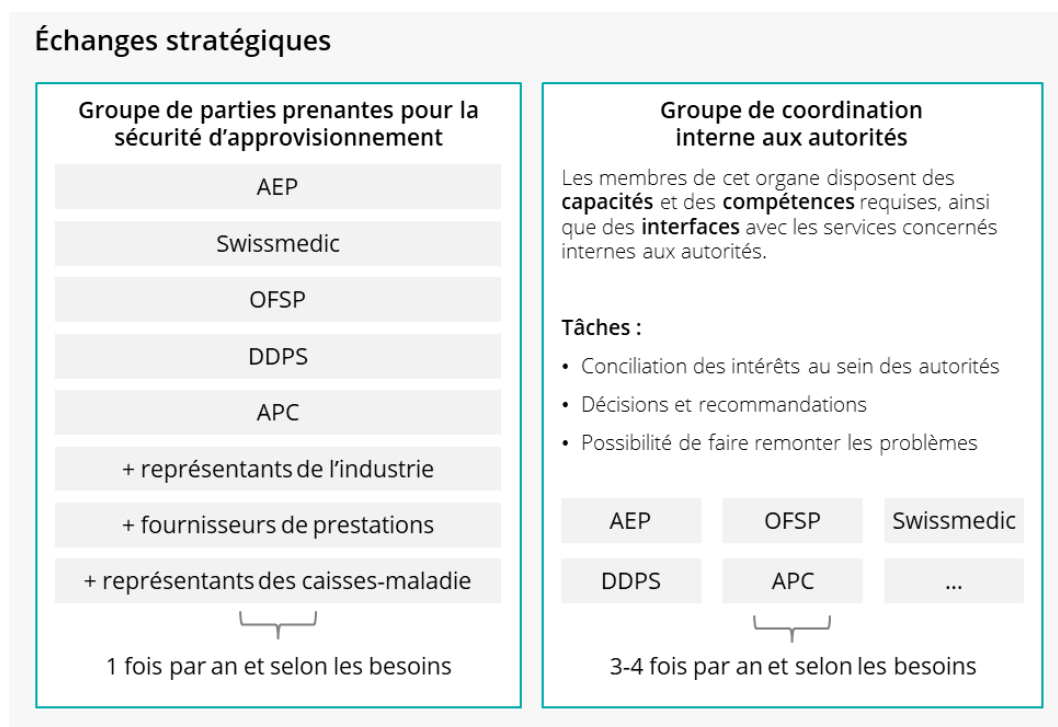 Échanges stratégiques
Groupe de parties prenantes pour la
sécurité d'approvisionnement
AEP
Swissmedic
OFSP
DDPS
APC
+ représentants de l'industrie
+ fournisseurs de prestations
+ représentants des caisses-maladie
1 fois par an et selon les besoins
Groupe de coordination
interne aux autorités
Les membres de cet organe disposent des
capacités et des compétences requises, ainsi
que des interfaces avec les services concernés
internes aux autorités.
Tâches :
• Conciliation des intérêts au sein des autorités
• Décisions et recommandations
• Possibilité de faire remonter les problèmes
AEP OFSP Swissmedic
DDPS APC ...
3-4 fois par an et selon les besoins